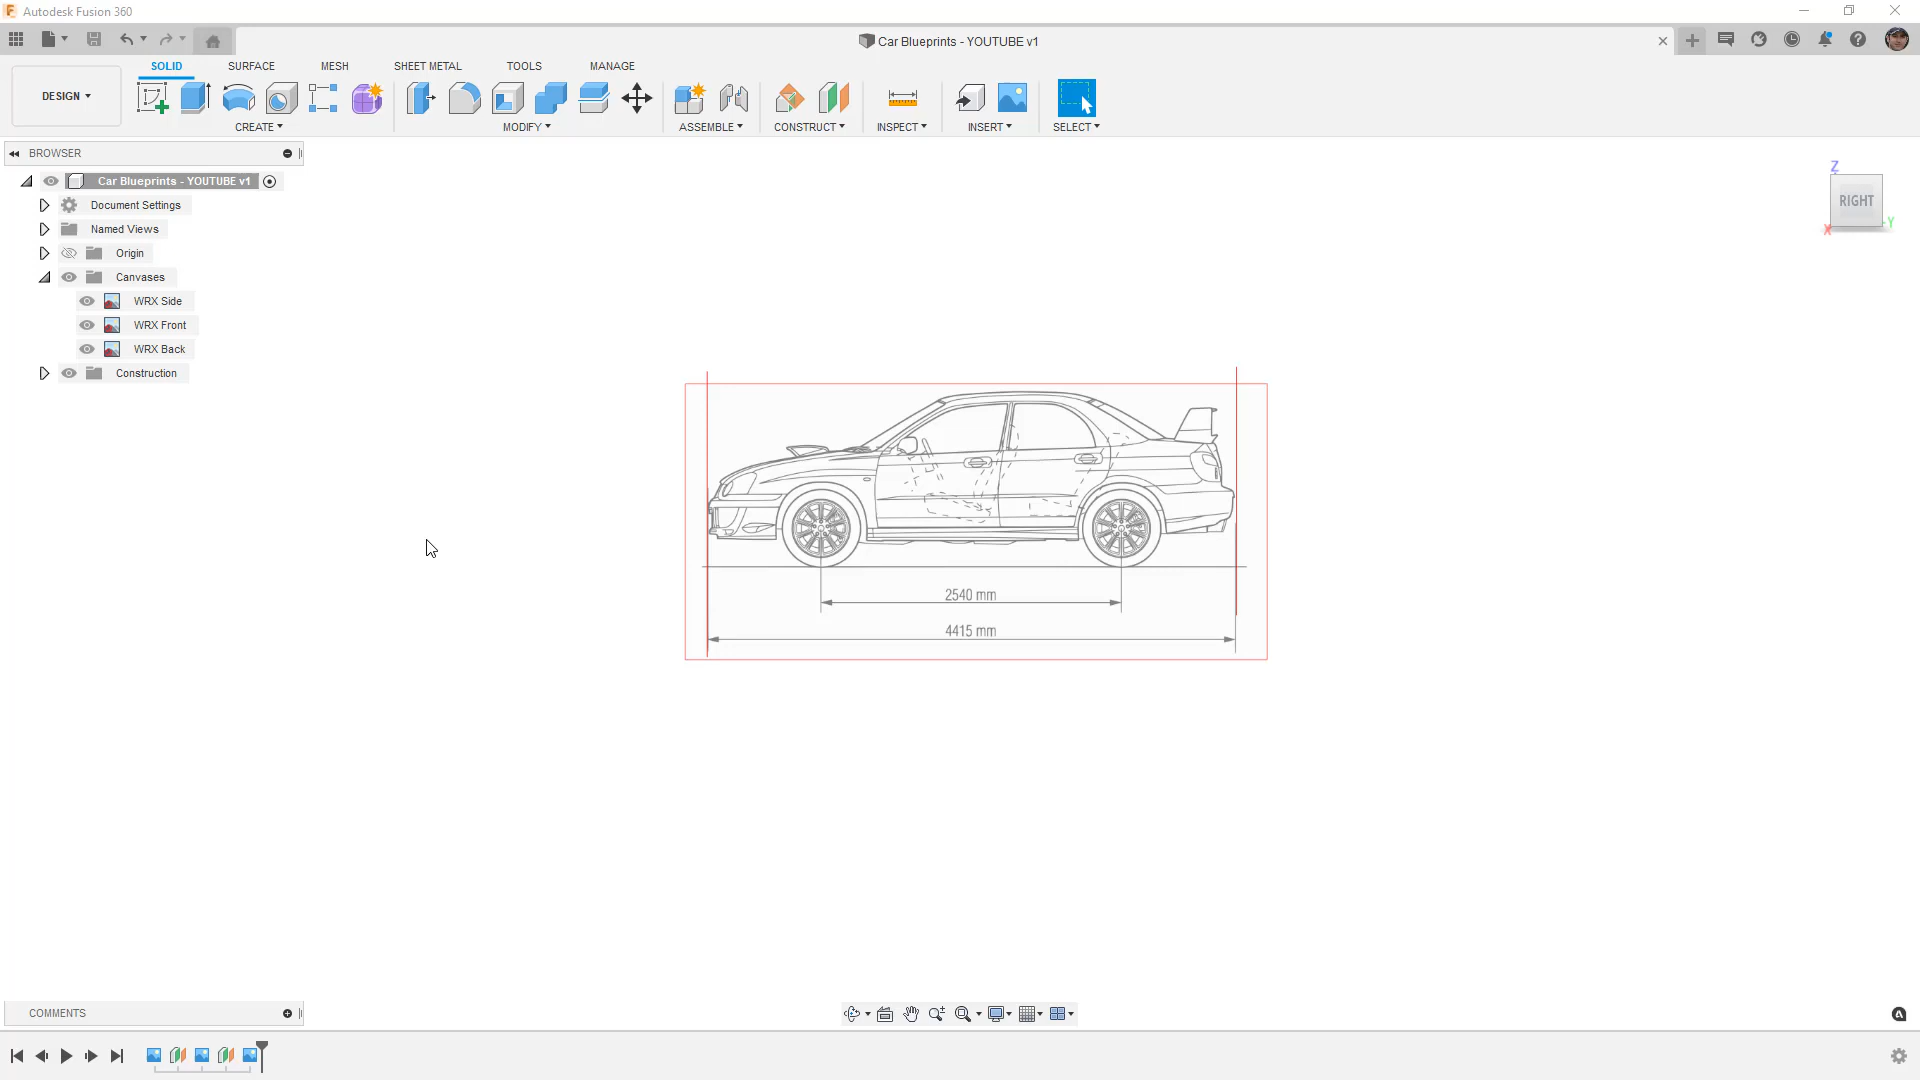 Autodesk Fusion 360
Car Blueprints - YOUTUBE v1
DESIGN
SOLID
SURFACE
MESH
SHEET METAL
TOOLS
MANAGE
CREATE
MODIFY
ASSEMBLE
CONSTRUCT
INSPECT
INSERT
SELECT
BROWSER
Car Blueprints - YOUTUBE v1
Document Settings
Named Views
Origin
Canvases
WRX Side
WRX Front
WRX Back
Construction
Z
RIGHT
X
Y
2540 mm
4415 mm
COMMENTS